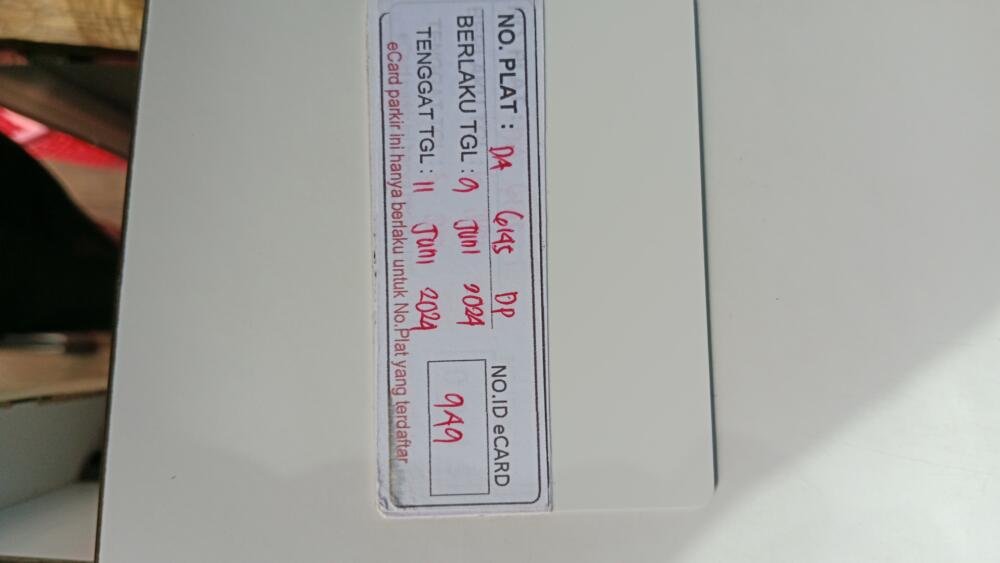 NO. PLAT : DA 6145 DP
BERLAKU TGL : 9 Juni 2024
TENGGAT TGL : 11 Juni 2024
NO.ID eCARD
949
eCard parkir ini hanya berlaku untuk No.Plat yang terdaftar